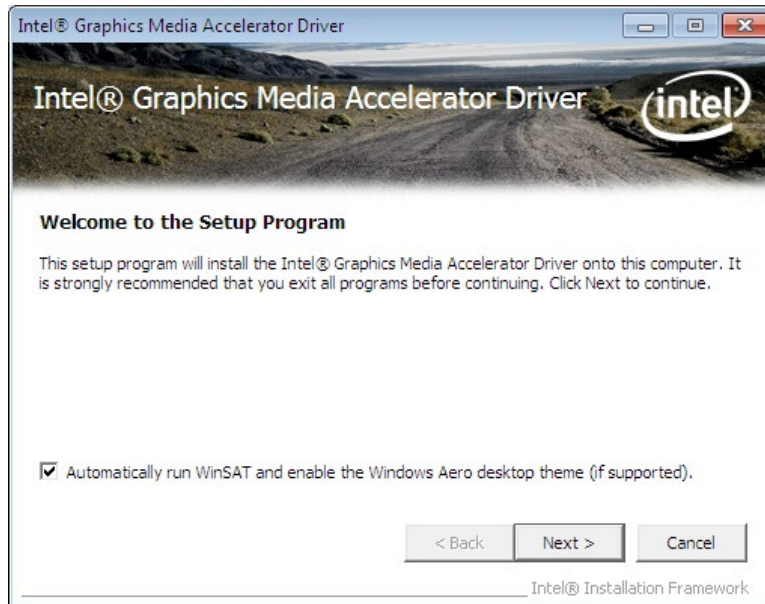 Intel® Graphics Media Accelerator Driver
Intel® Graphics Media Accelerator Driver
intel
Welcome to the Setup Program
This setup program will install the Intel® Graphics Media Accelerator Driver onto this computer. It
is strongly recommended that you exit all programs before continuing. Click Next to continue.
Automatically run WinSAT and enable the Windows Aero desktop theme (if supported).
< Back Next > Cancel
Intel® Installation Framework